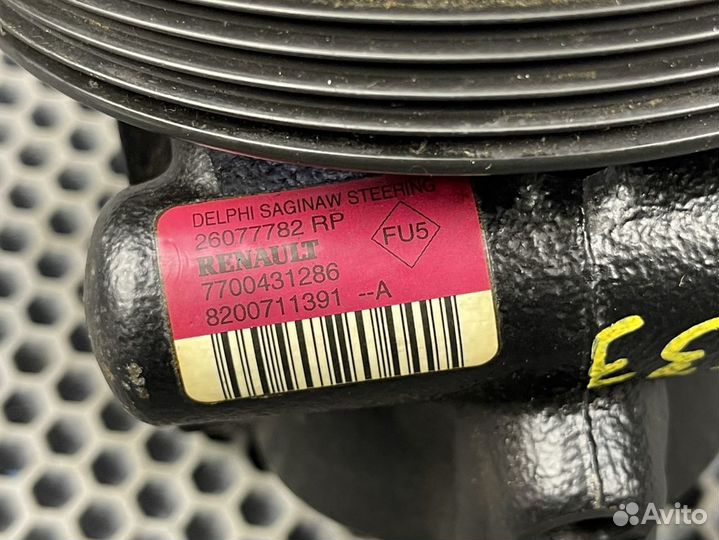 DELPHI SAGINAW STEERING
26077782 RP
RENAULT
7700431286
8200711391 --A
FU5
Avito